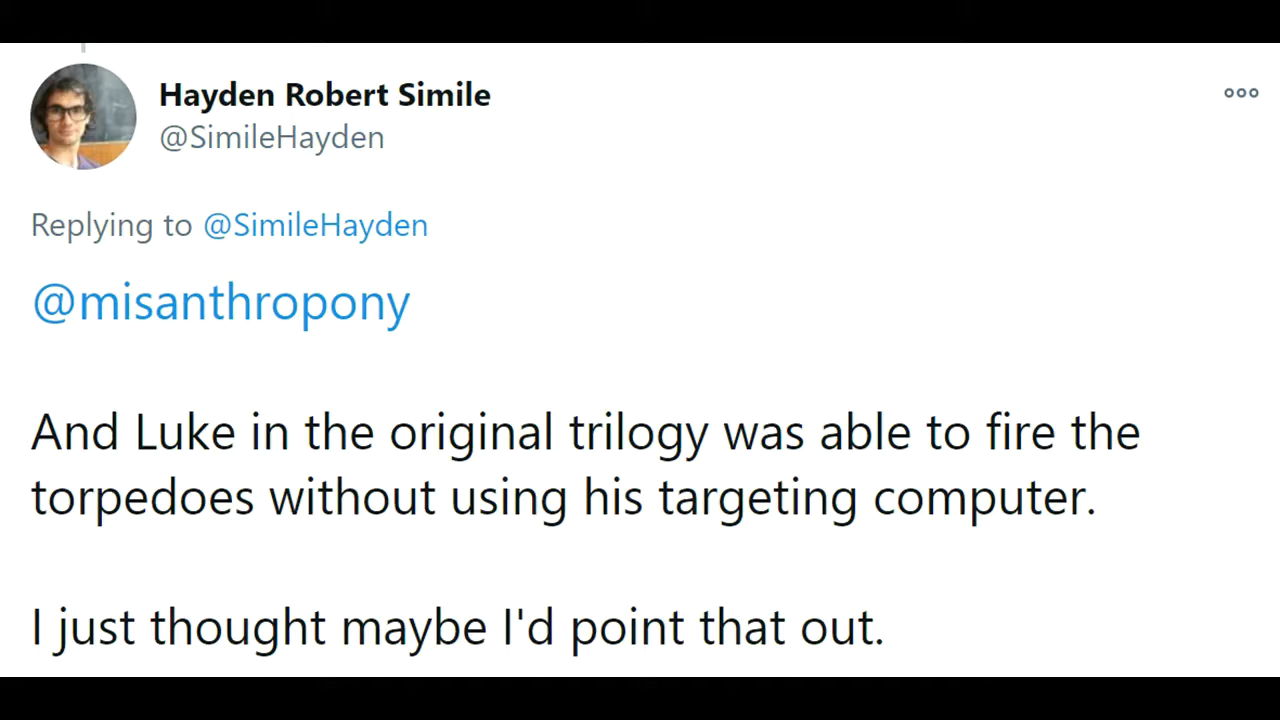 Hayden Robert Simile
@SimileHayden
Replying to @SimileHayden
@misanthropony
And Luke in the original trilogy was able to fire the
torpedoes without using his targeting computer.
I just thought maybe I'd point that out.